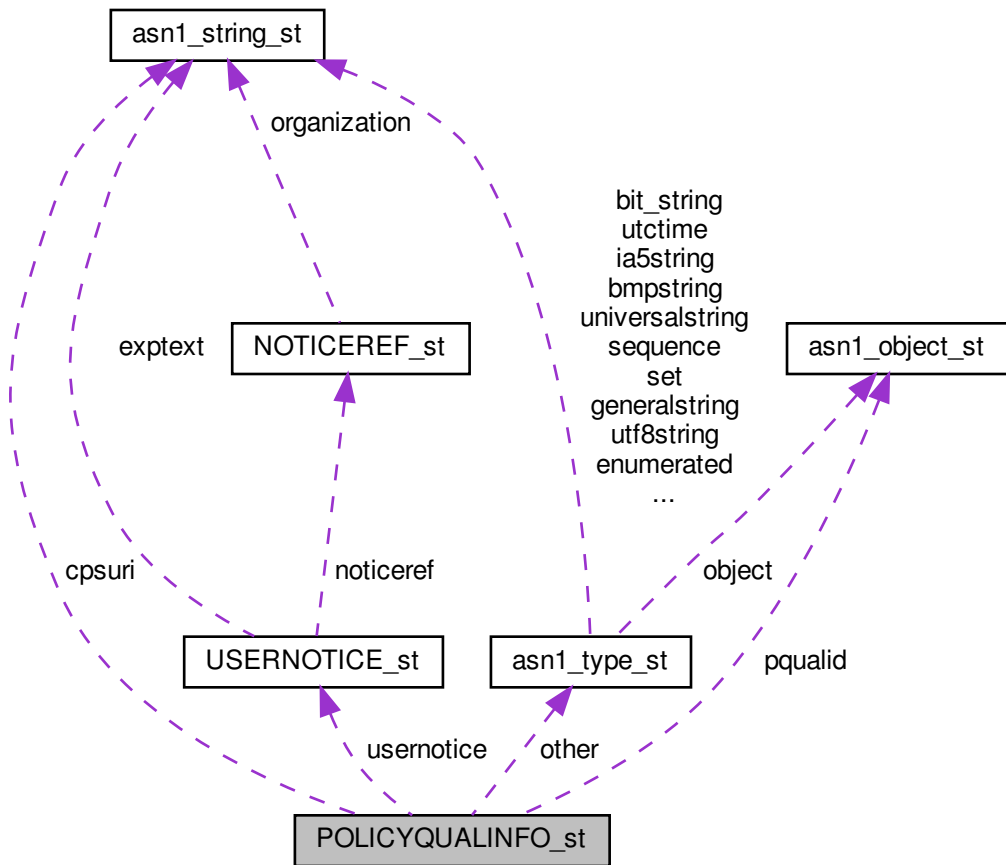 asn1_string_st
organization
bit_string
utctime
ia5string
bmpstring
universalstring
sequence
set
generalstring
utf8string
enumerated
...
exptext
NOTICEREF_st
asn1_object_st
cpsuri
noticeref
object
USERNOTICE_st
asn1_type_st
pqualid
usernotice
other
POLICYQUALINFO_st